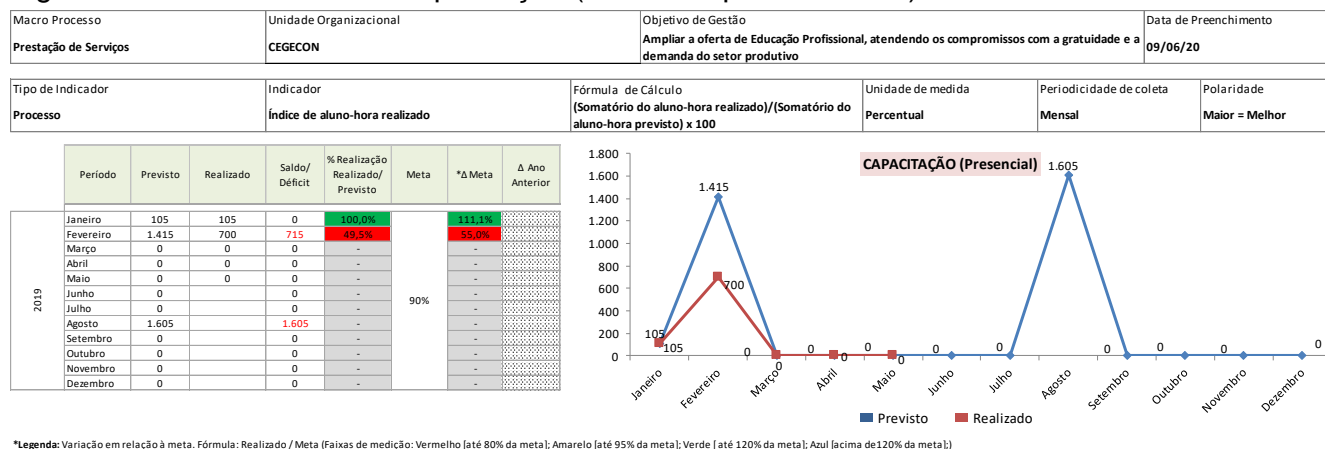 Macro Processo
Unidade Organizacional
Objetivo de Gestão
Data de Preenchimento
Prestação de Serviços
CEGECON
Ampliar a oferta de Educação Profissional, atendendo os compromissos com a gratuidade e a
demanda do setor produtivo
09/06/20
Tipo de Indicador
Indicador
Fórmula de Cálculo
Unidade de medida
Periodicidade de coleta
Polaridade
Processo
Índice de aluno-hora realizado
(Somatório do aluno-hora realizado)/(Somatório do
aluno-hora previsto) x 100
Percentual
Mensal
Maior = Melhor
Período Previsto Realizado Saldo/ Déficit % Realização Realizado/ Previsto Meta *Δ Meta Δ Ano Anterior
2019
Janeiro 105 105 0 100,0% 111,1%
Fevereiro 1.415 700 715 49,5% 55,0%
Março 0 0 0 - -
Abril 0 0 0 - -
Maio 0 0 0 - -
Junho 0 0 - -
90%
Julho 0 0 - -
Agosto 1.605 1.605 - -
Setembro 0 0 - -
Outubro 0 0 - -
Novembro 0 0 - -
Dezembro 0 0 - -
CAPACITAÇÃO (Presencial)
1.800
1.600
1.400
1.200
1.000
800
600
400
200
0
1.415
1.605
700
105
105
0 0 0 0 0 0 0 0 0
0 0 0
Janeiro Fevereiro Março Abril Maio Junho Julho Agosto Setembro Outubro Novembro Dezembro
Previsto Realizado
*Legenda: Variação em relação à meta. Fórmula: Realizado / Meta (Faixas de medição: Vermelho [até 80% da meta]; Amarelo [até 95% da meta]; Verde [ até 120% da meta]; Azul [acima de120% da meta];)